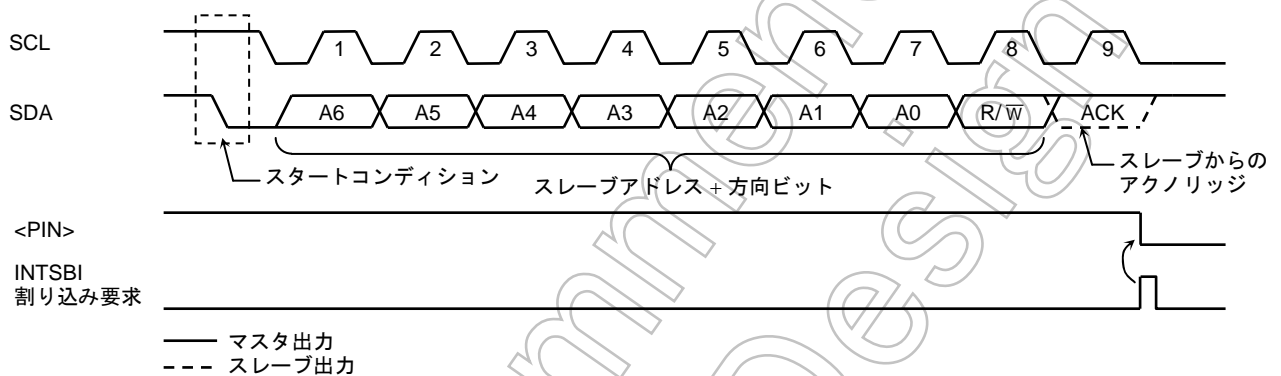 SCL
1 2 3 4 5 6 7 8 9
SDA
A6 A5 A4 A3 A2 A1 A0 R/W̅ ACK
スタートコンディション
スレーブアドレス + 方向ビット
スレーブからの
アクノリッジ
<PIN>
INTSBI
割り込み要求
マスタ出力
スレーブ出力